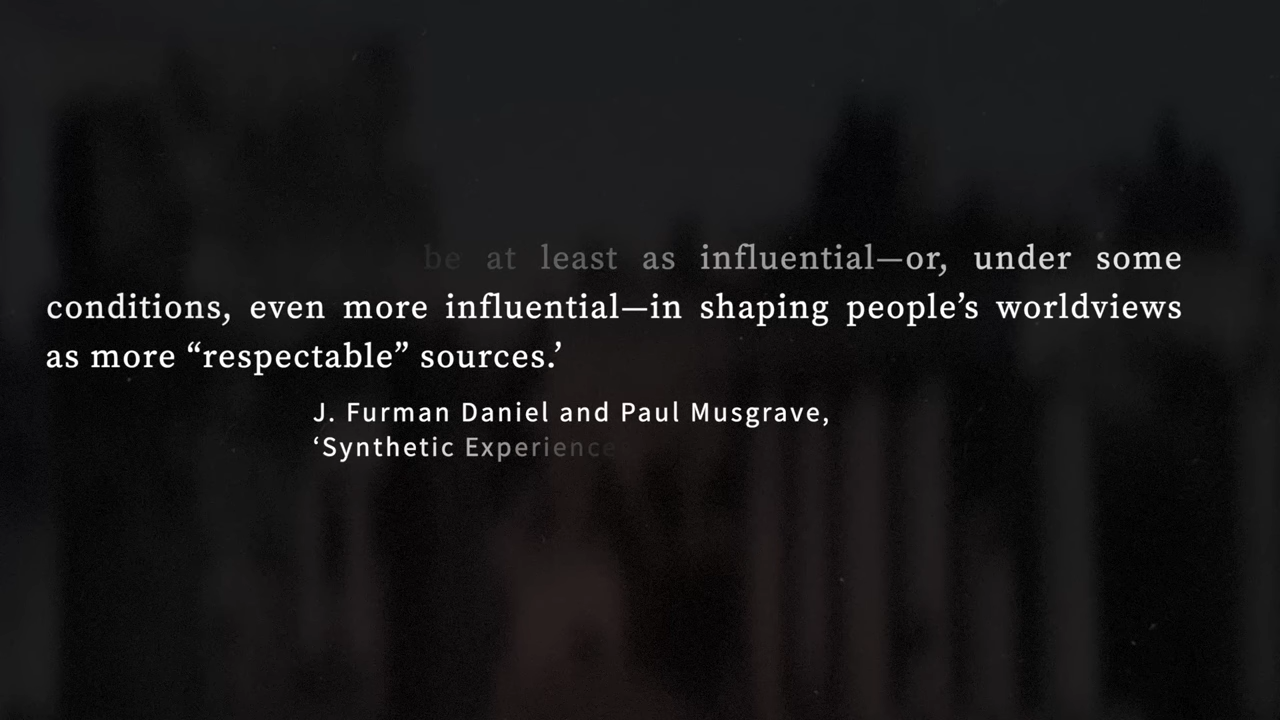 be at least as influential—or, under some
conditions, even more influential—in shaping people’s worldviews
as more “respectable” sources.’
J. Furman Daniel and Paul Musgrave,
‘Synthetic Experience